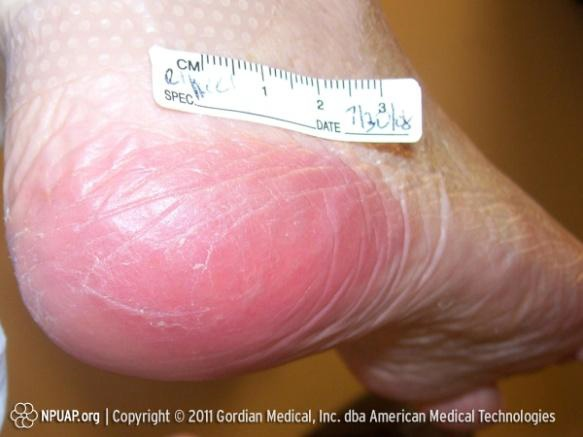 CM
R Heel
1 2 3
SPEC.
DATE 7/30/08
NPUAP.org | Copyright © 2011 Gordian Medical, Inc. dba American Medical Technologies